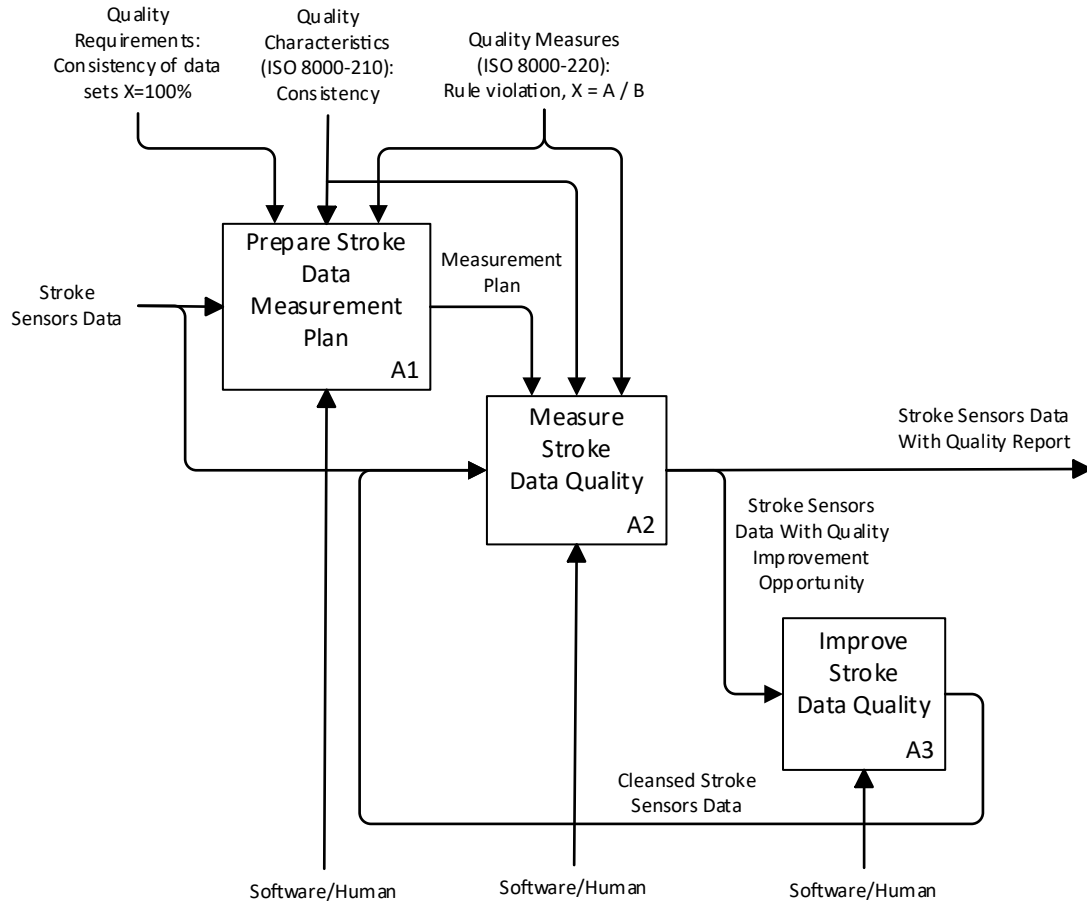 Quality
Requirements:
Consistency of data
sets X=100%
Quality
Characteristics
(ISO 8000-210):
Consistency
Quality Measures
(ISO 8000-220):
Rule violation, X = A / B
Prepare Stroke
Data
Measurement
Plan
A1
Measurement
Plan
Stroke
Sensors Data
Measure
Stroke
Data Quality
A2
Stroke Sensors Data
With Quality Report
Stroke Sensors
Data With Quality
Improvement
Opportunity
Improve
Stroke
Data Quality
A3
Cleansed Stroke
Sensors Data
Software/Human
Software/Human
Software/Human